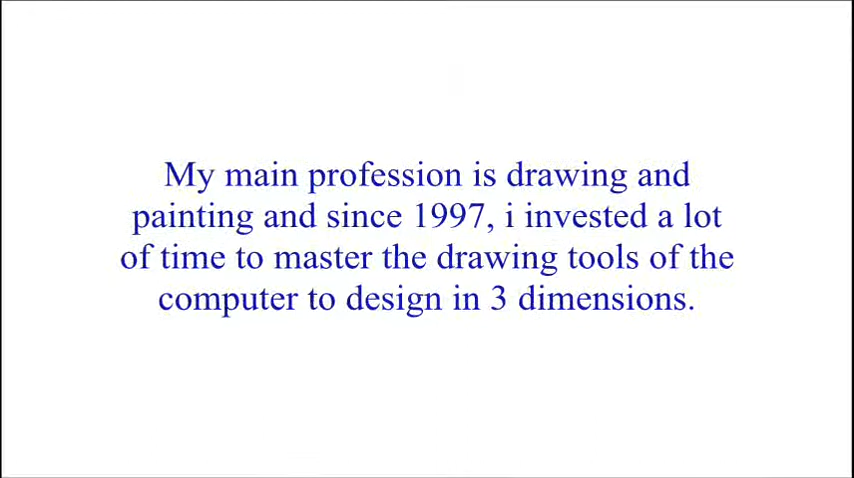 My main profession is drawing and
painting and since 1997, i invested a lot
of time to master the drawing tools of the
computer to design in 3 dimensions.